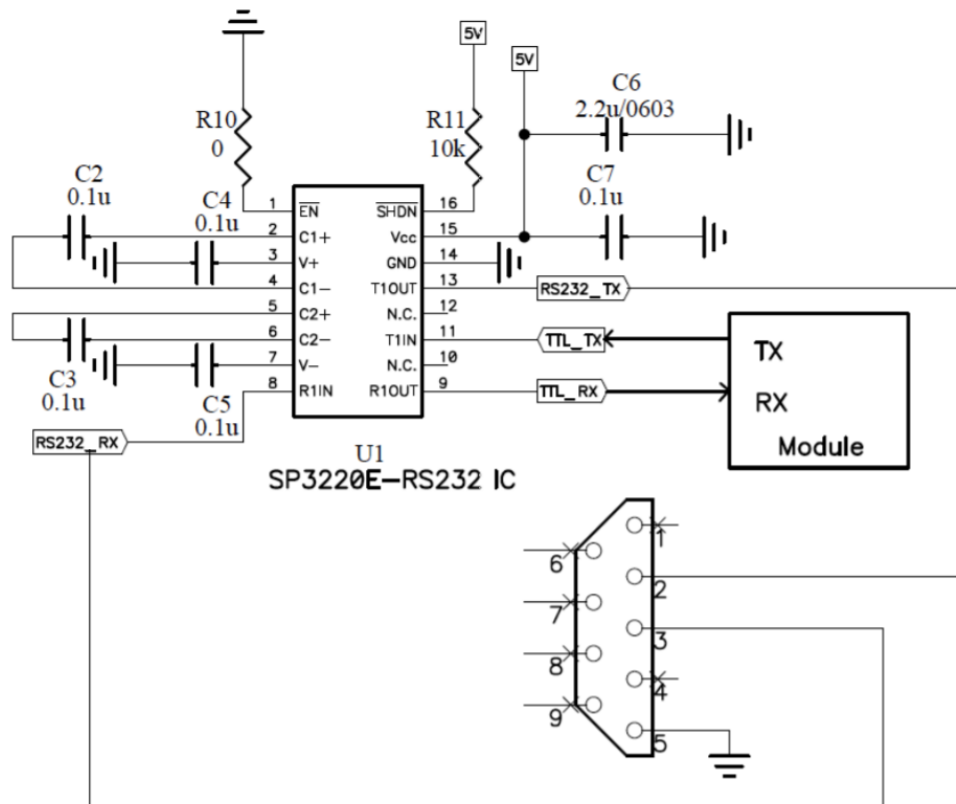 5V
5V
C6
2.2u/0603
R10
0
R11
10k
C2
0.1u
C4
0.1u
C7
0.1u
1 EN SHDN 16
2 C1+ Vcc 15
3 V+ GND 14
4 C1- T1OUT 13 RS232_TX
5 C2+ N.C. 12
6 C2- T1IN 11 TTL_TX TX
7 V- N.C. 10
8 R1IN R1OUT 9 TTL_RX RX
C3
0.1u
C5
0.1u
RS232_RX
Module
U1
SP3220E-RS232 IC
1
6
2
7
3
8
4
9
5